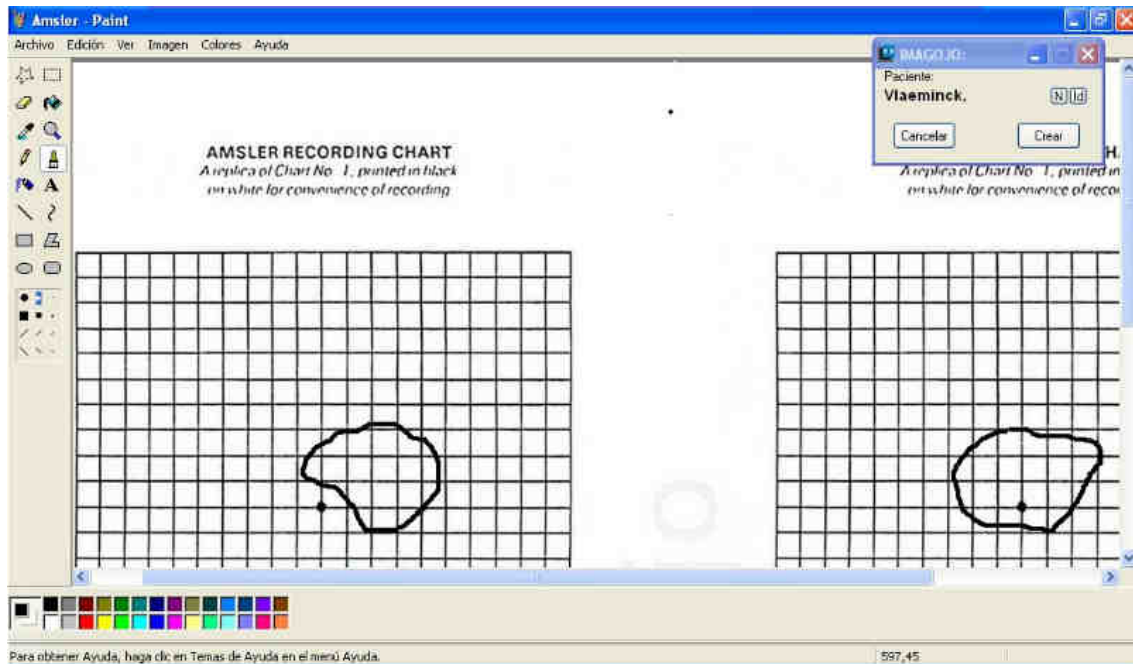 Amsler - Paint
Archivo Edición Ver Imagen Colores Ayuda
IMAGOJO:
Paciente:
Vlaeminck,
N Id
Cancelar Crear
AMSLER RECORDING CHART
A replica of Chart No. 1, printed in black
on white for convenience of recording
H.
A replica of Chart No. 1, printed in
on white for convenience of recor
A
Para obtener Ayuda, haga clic en Temas de Ayuda en el menú Ayuda.
597,45